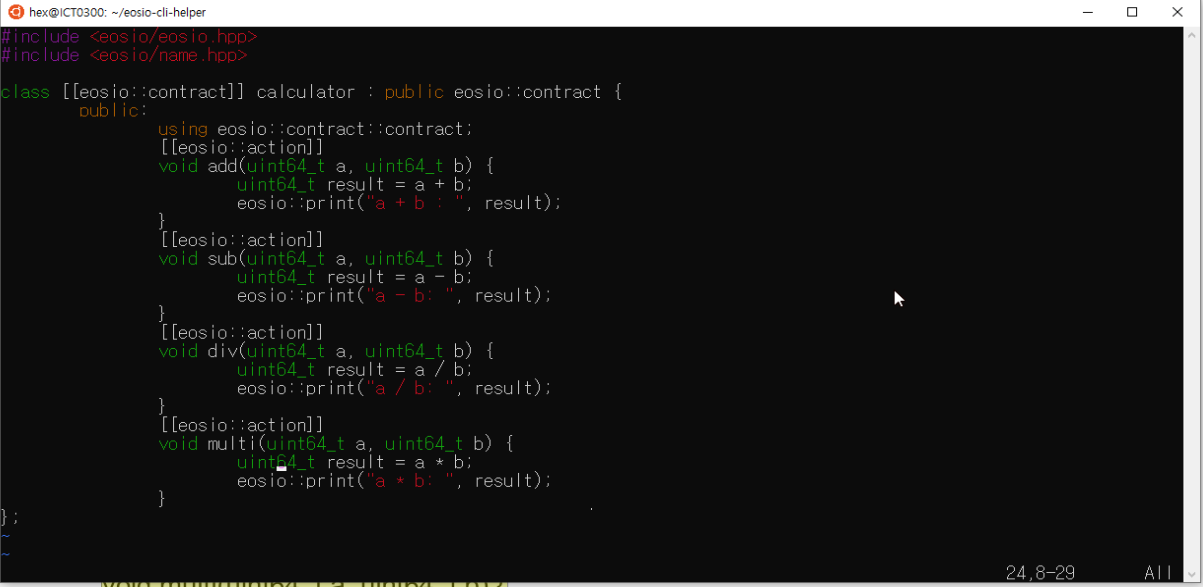 hex@ICT0300: ~/eosio-cli-helper
#include <eosio/eosio.hpp>
#include <eosio/name.hpp>
class [[eosio::contract]] calculator : public eosio::contract {
public:
using eosio::contract::contract;
[[eosio::action]]
void add(uint64_t a, uint64_t b) {
uint64_t result = a + b;
eosio::print("a + b : ", result);
}
[[eosio::action]]
void sub(uint64_t a, uint64_t b) {
uint64_t result = a - b;
eosio::print("a - b: ", result);
}
[[eosio::action]]
void div(uint64_t a, uint64_t b) {
uint64_t result = a / b;
eosio::print("a / b: ", result);
}
[[eosio::action]]
void multi(uint64_t a, uint64_t b) {
uint64_t result = a * b;
eosio::print("a * b: ", result);
}
};
~
~
24,8-29 All